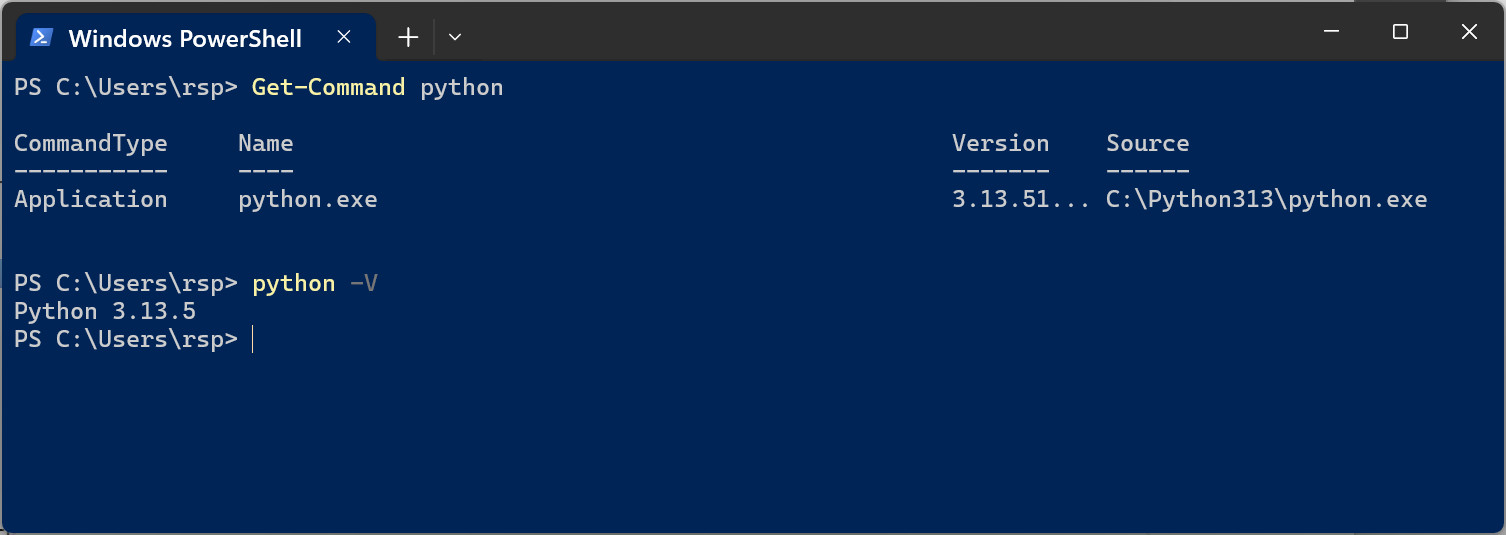 Windows PowerShell
PS C:\Users\rsp> Get-Command python
CommandType     Name                                               Version    Source
-----------     ----                                               -------    ------
Application     python.exe                                         3.13.51... C:\Python313\python.exe
PS C:\Users\rsp> python -V
Python 3.13.5
PS C:\Users\rsp>